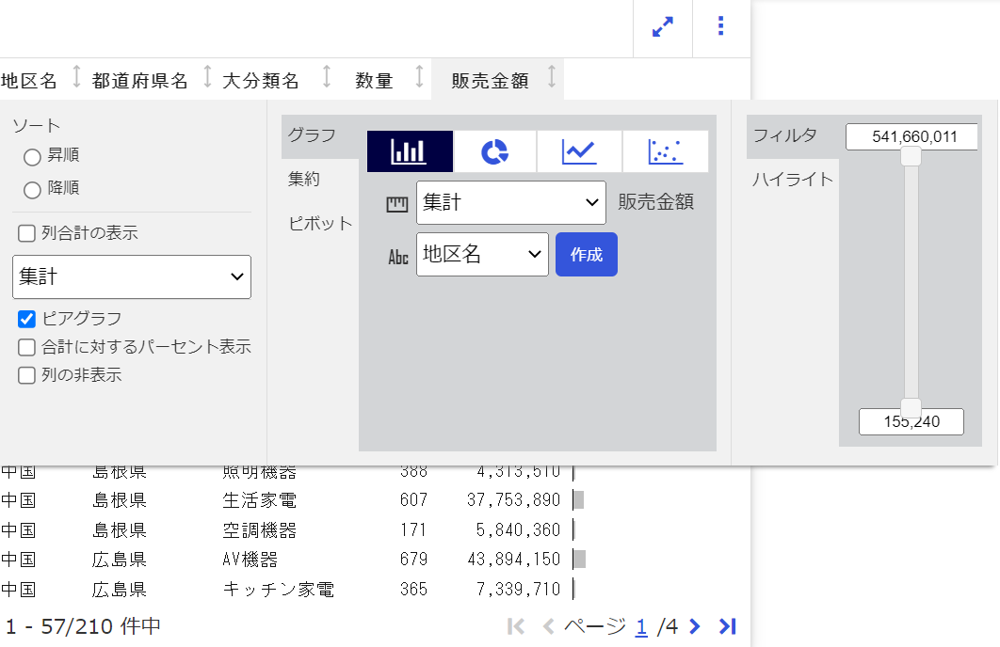 地区名 都道府県名 大分類名 数量 販売金額
ソート
昇順
降順
列合計の表示
集計
ピアグラフ
合計に対するパーセント表示
列の非表示
グラフ
集約
ピボット
集計 販売金額
Abc 地区名 作成
フィルタ
ハイライト
541,660,011
155,240
中国 島根県 照明機器 388 4,313,510
中国 島根県 生活家電 607 37,753,890
中国 島根県 空調機器 171 5,840,360
中国 広島県 AV機器 679 43,894,150
中国 広島県 キッチン家電 365 7,339,710
1 - 57/210 件中 ページ 1 /4